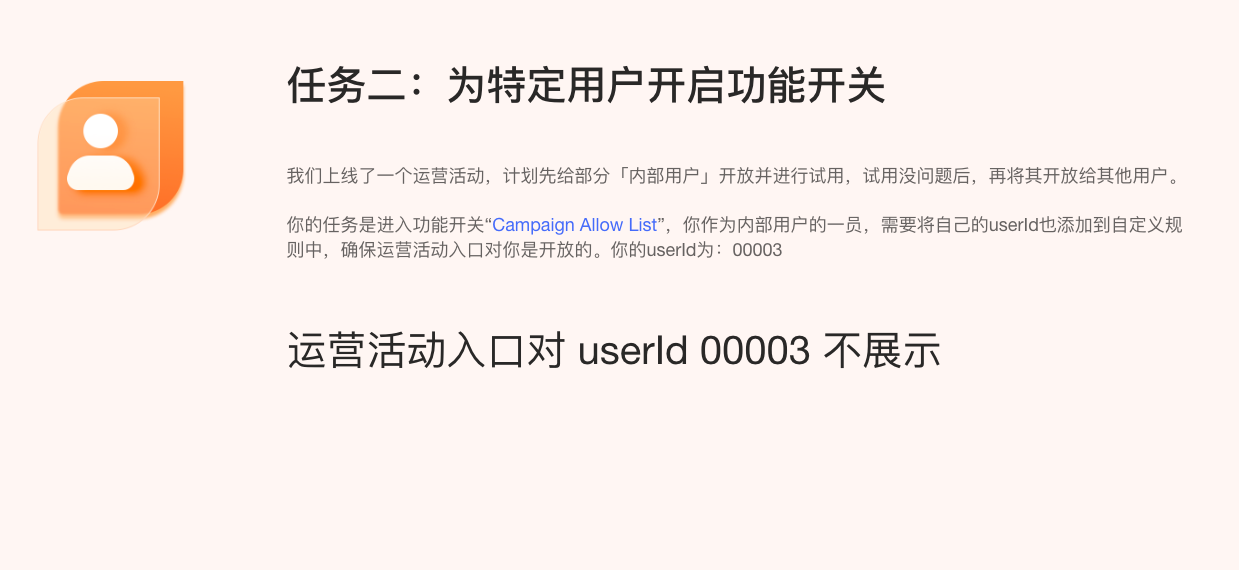 任务二：为特定用户开启功能开关
我们上线了一个运营活动，计划先给部分「内部用户」开放并进行试用，试用没问题后，再将其开放给其他用户。
你的任务是进入功能开关“Campaign Allow List”，你作为内部用户的一员，需要将自己的userId也添加到自定义规
则中，确保运营活动入口对你是开放的。你的userId为：00003
运营活动入口对 userId 00003 不展示